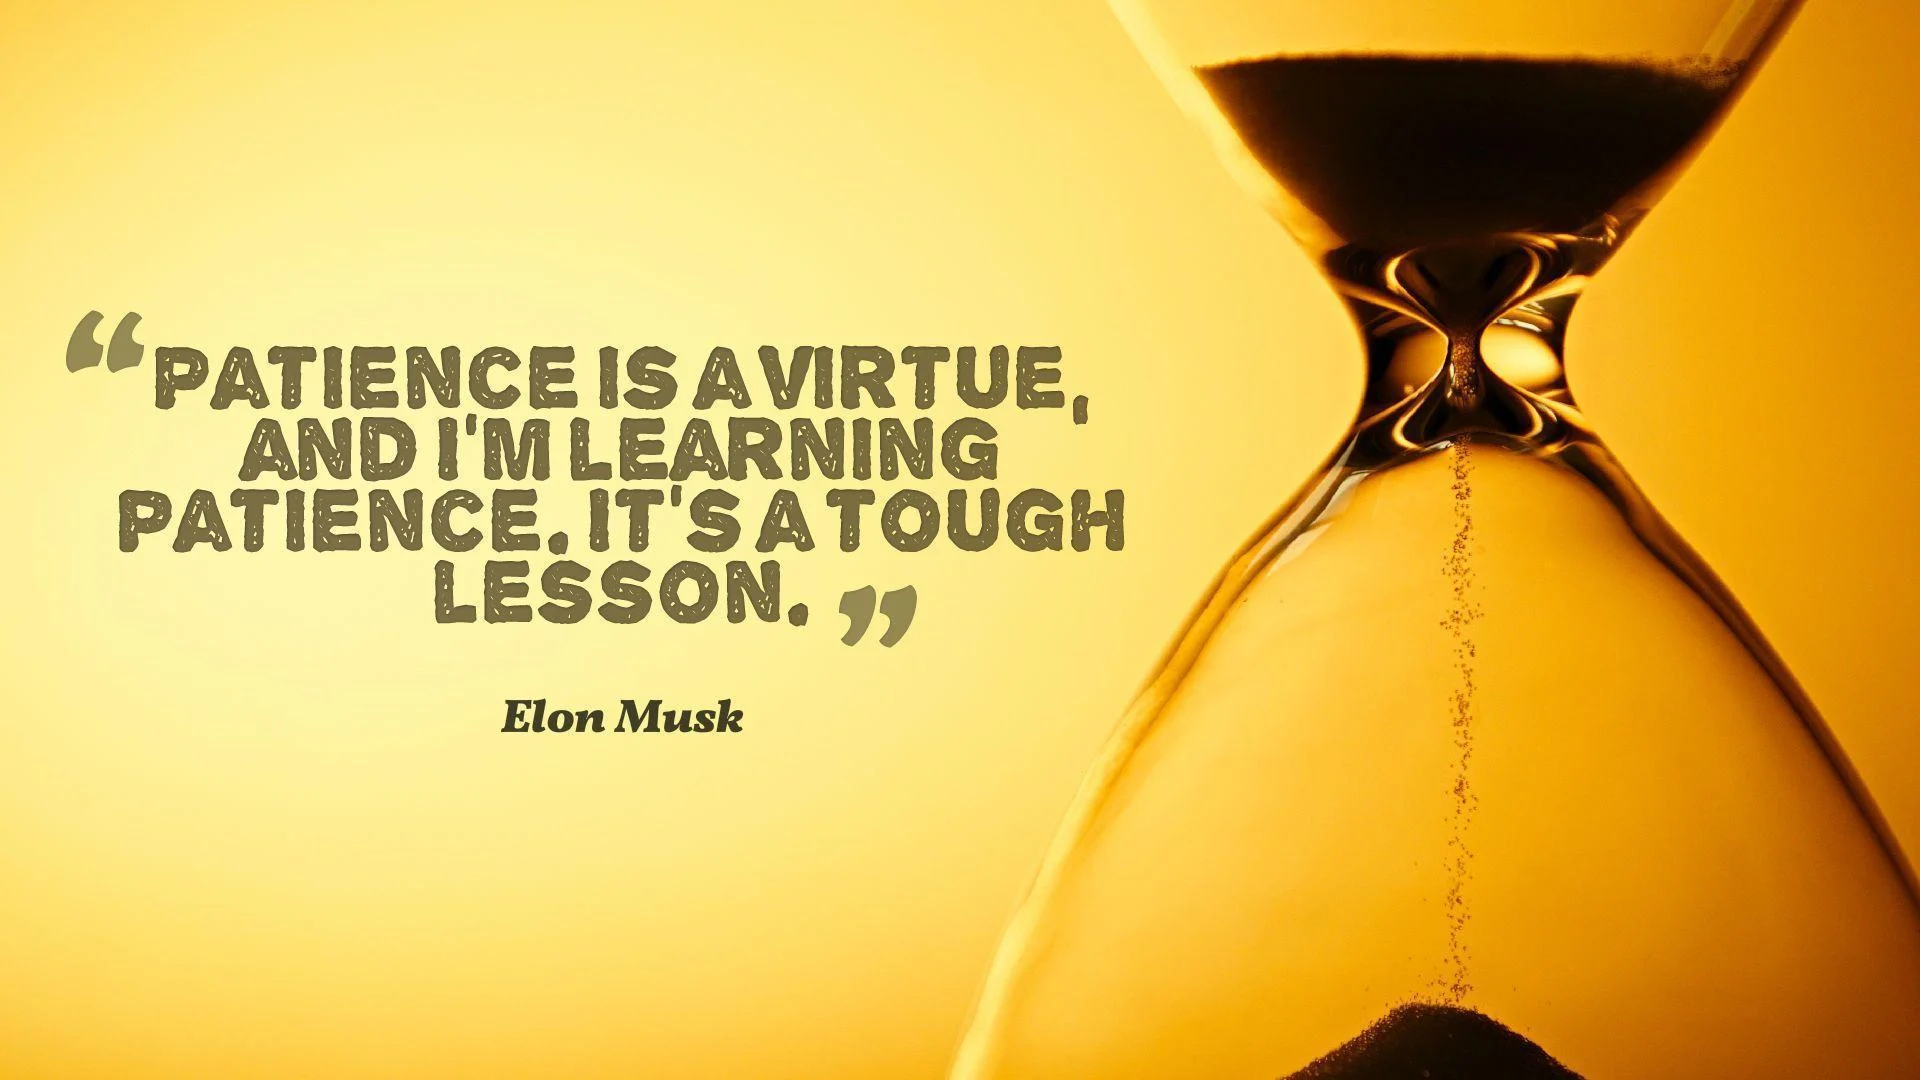 “PATIENCE IS A VIRTUE,
AND I'M LEARNING
PATIENCE. IT'S A TOUGH
LESSON.”
Elon Musk